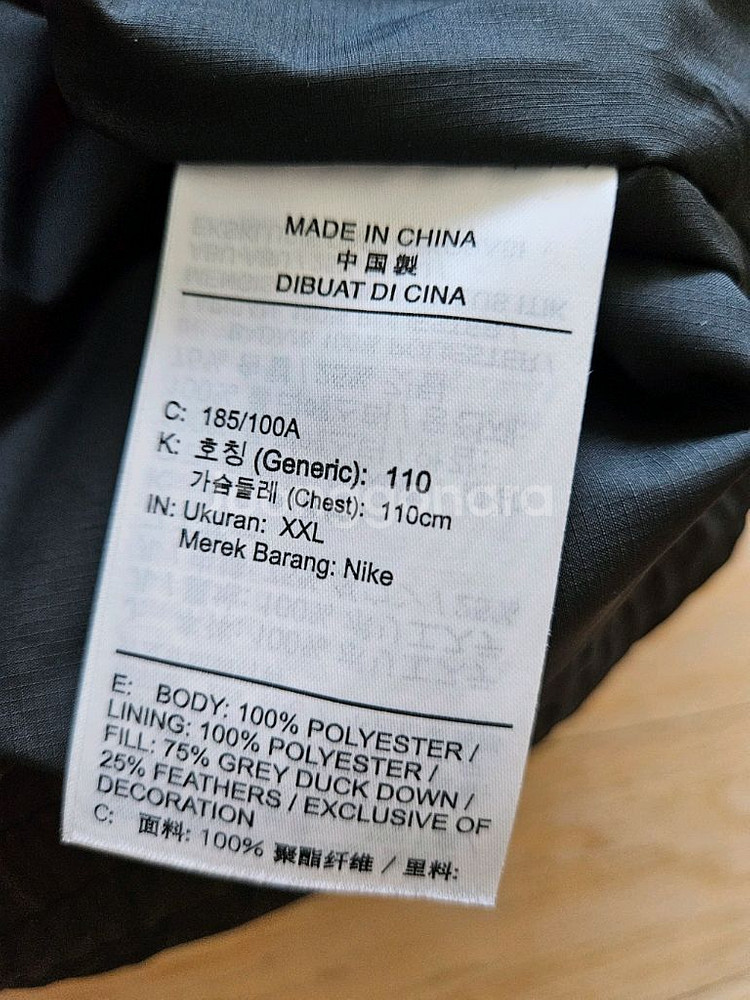 MADE IN CHINA
中国製
DIBUAT DI CINA
C: 185/100A
K: 호칭 (Generic): 110
가슴둘레 (Chest): 110cm
IN: Ukuran: XXL
Merek Barang: Nike
E: BODY: 100% POLYESTER /
LINING: 100% POLYESTER /
FILL: 75% GREY DUCK DOWN /
25% FEATHERS / EXCLUSIVE OF
DECORATION
C: 面料: 100% 聚酯纤维 / 里料: